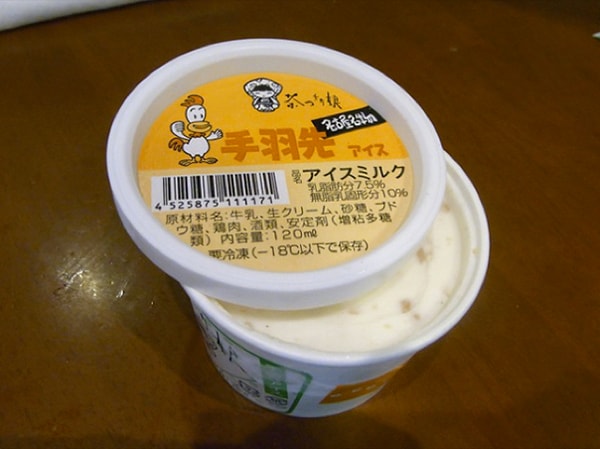 茶つみ娘
名古屋名物
手羽先 アイス
品名 アイスミルク
乳脂肪分7.5%
無脂乳固形分10%
4 525875 111171
原材料名:牛乳、生クリーム、砂糖、ブド
ウ糖、鶏肉、酒類、安定剤(増粘多糖
類) 内容量:120mℓ
要冷凍(−18℃以下で保存)